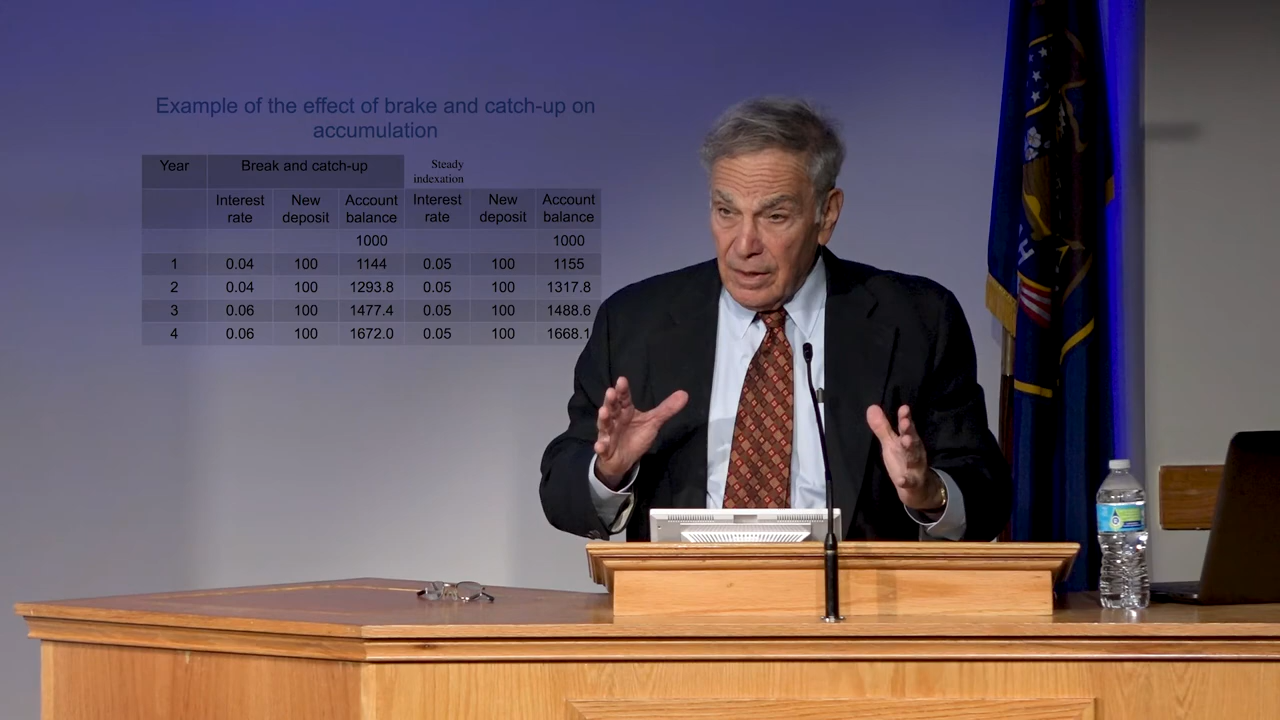 Example of the effect of brake and catch-up on
accumulation
Year Break and catch-up Steady
indexation
Interest
rate New
deposit Account
balance Interest
rate New
deposit Account
balance
1000 1000
1 0.04 100 1144 0.05 100 1155
2 0.04 100 1293.8 0.05 100 1317.8
3 0.06 100 1477.4 0.05 100 1488.6
4 0.06 100 1672.0 0.05 100 1668.1